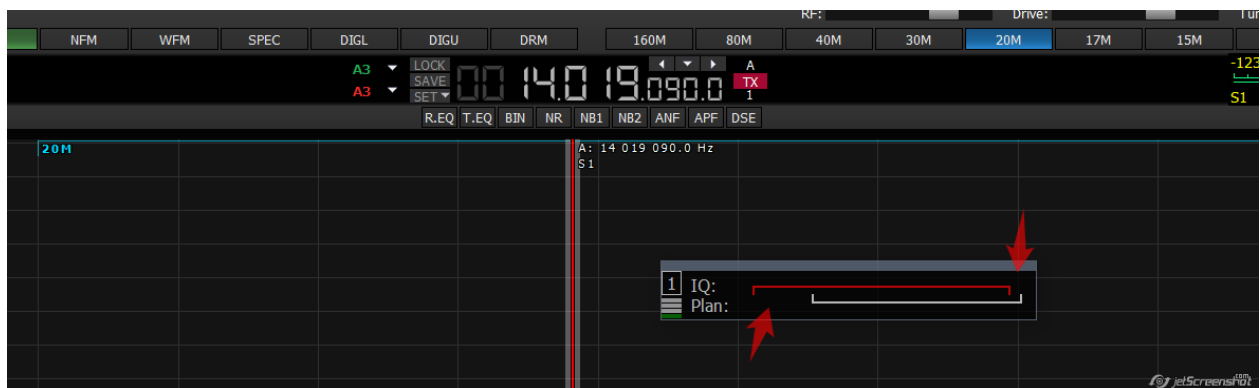 RF: Drive: Tun
NFM WFM SPEC DIGL DIGU DRM 160M 80M 40M 30M 20M 17M 15M
A3 LOCK A -123
SAVE 00 14.019.090.0 TX
A3 SET 1 S1
R.EQ T.EQ BIN NR NB1 NB2 ANF APF DSE
20M A: 14 019 090.0 Hz
S1
1 IQ:
Plan:
jetScreenshot.com